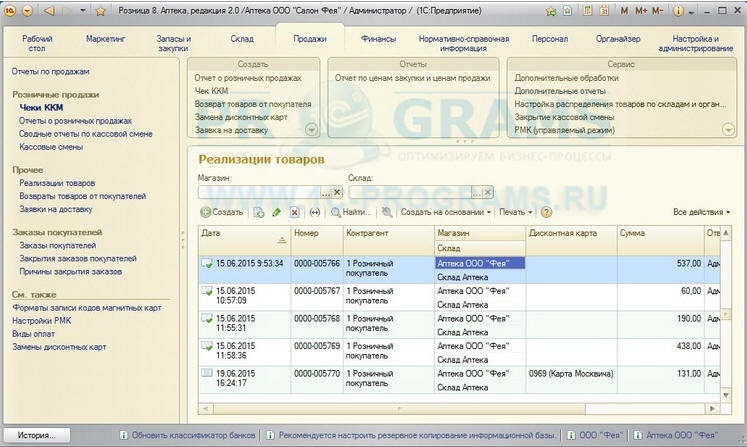 Розница 8. Аптека, редакция 2.0 /Аптека ООО "Салон Фея" / Администратор / (1С:Предприятие)
M M+ M-
Рабочий стол
Маркетинг
Запасы и закупки
Склад
Продажи
Финансы
Нормативно-справочная информация
Персонал
Органайзер
Настройка и администрирование
Отчеты по продажам
Розничные продажи
Чеки ККМ
Отчеты о розничных продажах
Сводные отчеты по кассовой смене
Кассовые смены
Прочее
Реализации товаров
Возвраты товаров от покупателей
Заявки на доставку
Заказы покупателей
Заказы покупателей
Закрытия заказов покупателей
Причины закрытия заказов
См. также
Форматы записи кодов магнитных карт
Настройки РМК
Виды оплат
Замены дисконтных карт
Создать
Отчет о розничных продажах
Чек ККМ
Возврат товаров от покупателя
Замена дисконтных карт
Заявка на доставку
Отчеты
Отчет по ценам закупки и ценам продажи
Сервис
Дополнительные обработки
Дополнительные отчеты
Настройка распределения товаров по складам и орган...
Закрытие кассовой смены
РМК (управляемый режим)
GRAMS
ОПТИМИЗИРУЕМ БИЗНЕС-ПРОЦЕССЫ
WWW.1C-PROGRAMS.RU
Реализации товаров
Магазин:
Склад:
Создать
Найти...
Создать на основании
Печать
Все действия
Дата Номер Контрагент Магазин Дисконтная карта Сумма Отв
Склад
15.06.2015 9:53:34 0000-005766 1 Розничный покупатель Аптека ООО "Фея" 537,00 Адм
Склад Аптека
15.06.2015 10:57:09 0000-005767 1 Розничный покупатель Аптека ООО "Фея" 60,00 Адм
Склад Аптека
15.06.2015 11:55:31 0000-005768 1 Розничный покупатель Аптека ООО "Фея" 190,00 Адм
Склад Аптека
15.06.2015 11:58:36 0000-005769 1 Розничный покупатель Аптека ООО "Фея" 438,00 Адм
Склад Аптека
19.06.2015 16:24:17 0000-005770 1 Розничный покупатель Аптека ООО "Фея" 0969 (Карта Москвича) 131,00 Адм
Склад Аптека
История...
Обновить классификатор банков
Рекомендуется настроить резервное копирование информационной базы.
ООО "Фея"
Аптека ООО "Фея"